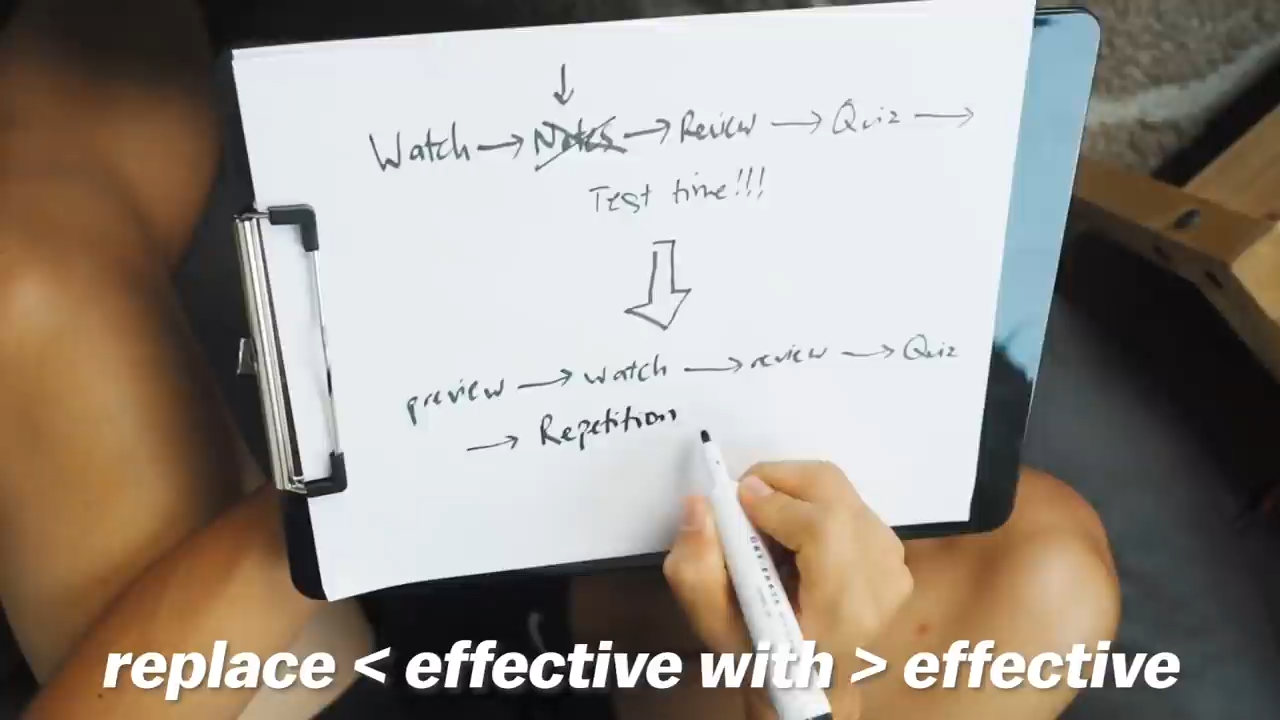 ↓
Watch → Notes → Review → Quiz →
Test time!!!
preview → watch → review → Quiz
→ Repetition
replace < effective with > effective